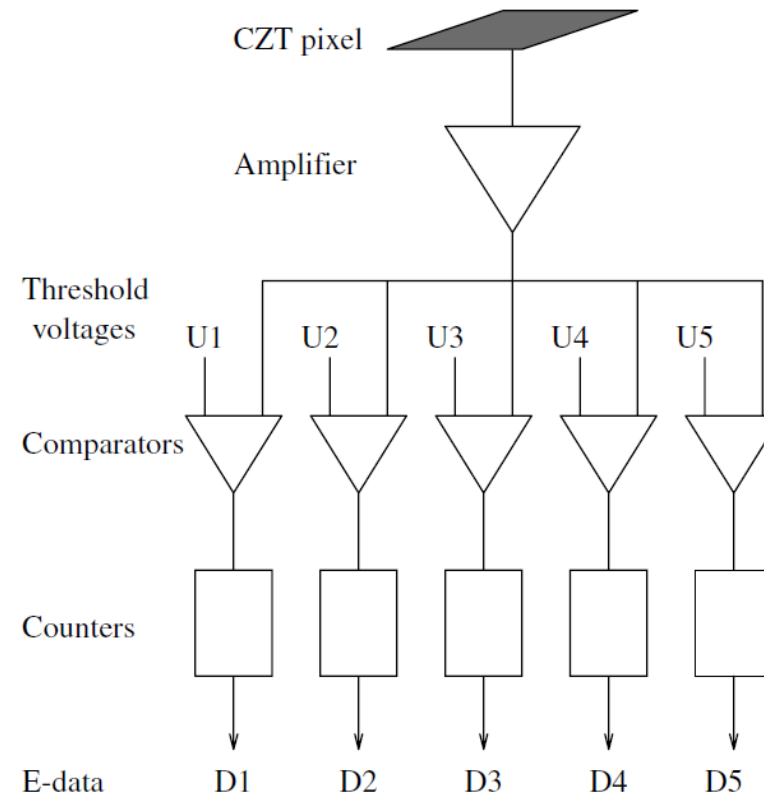 CZT pixel
Amplifier
Threshold
voltages
U1 U2 U3 U4 U5
Comparators
Counters
E-data D1 D2 D3 D4 D5